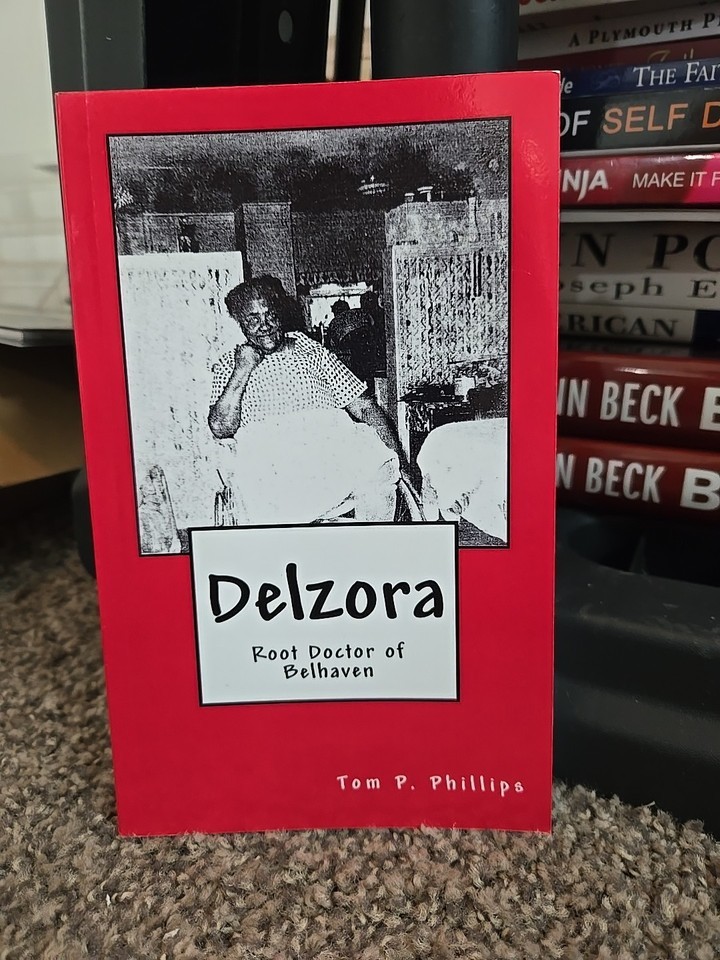 Delzora
Root Doctor of
Belhaven
Tom P. Phillips
A PLYMOUTH P
THE FAI
OF SELF D
NJA MAKE IT F
N PO
oseph E
RICAN
N BECK B
N BECK B